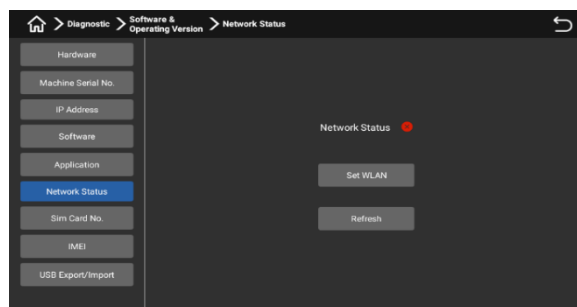 Diagnostic
Software &
Operating Version
Network Status
Hardware
Machine Serial No.
IP Address
Software
Application
Network Status
Sim Card No.
IMEI
USB Export/Import
Network Status
Set WLAN
Refresh